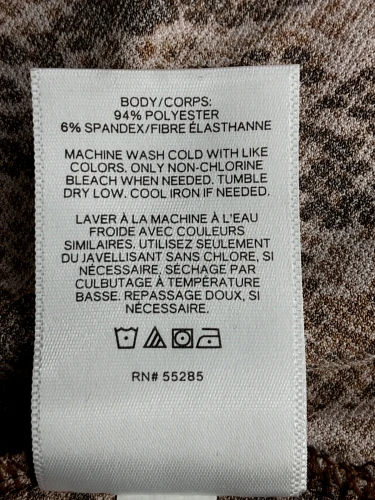 BODY/CORPS:
94% POLYESTER
6% SPANDEX/FIBRE ÉLASTHANNE
MACHINE WASH COLD WITH LIKE
COLORS. ONLY NON-CHLORINE
BLEACH WHEN NEEDED. TUMBLE
DRY LOW. COOL IRON IF NEEDED.
LAVER À LA MACHINE À L'EAU
FROIDE AVEC COULEURS
SIMILAIRES. UTILISEZ SEULEMENT
DU JAVELLISANT SANS CHLORE, SI
NÉCESSAIRE, SÉCHAGE PAR
CULBUTAGE À TEMPÉRATURE
BASSE. REPASSAGE DOUX, SI
NÉCESSAIRE.
RN# 55285